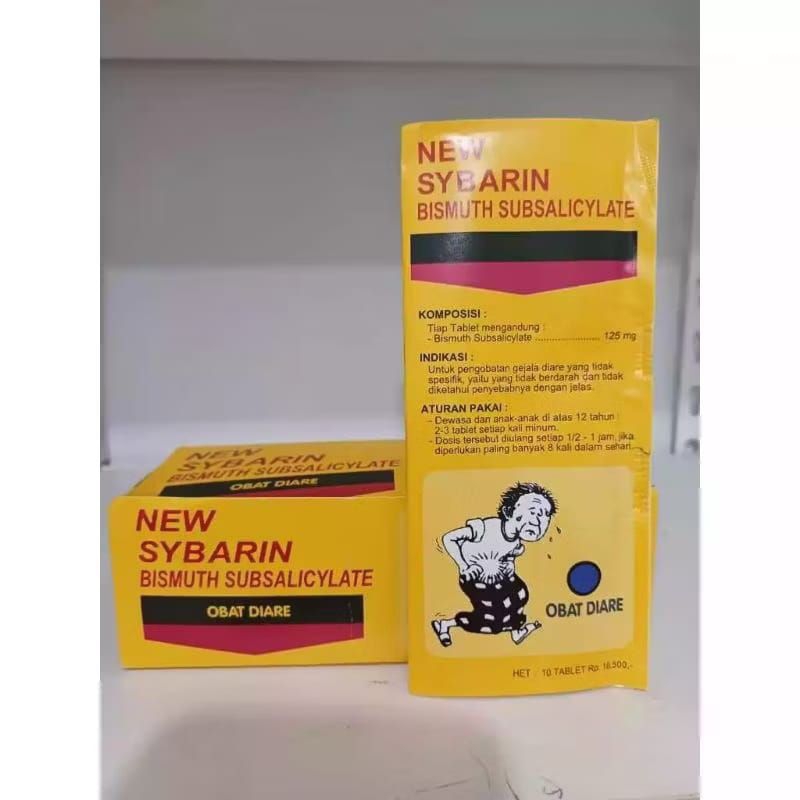 NEW
SYBARIN
BISMUTH SUBSALICYLATE
KOMPOSISI :
Tiap Tablet mengandung :
- Bismuth Subsalicylate ........................ 125 mg
INDIKASI :
Untuk pengobatan gejala diare yang tidak
spesifik, yaitu yang tidak berdarah dan tidak
diketahui penyebabnya dengan jelas.
ATURAN PAKAI :
- Dewasa dan anak-anak di atas 12 tahun :
2-3 tablet setiap kali minum.
- Dosis tersebut diulang setiap 1/2 - 1 jam, jika
diperlukan paling banyak 8 kali dalam sehari.
OBAT DIARE
HET : 10 TABLET Rp. 16.500,-
NEW
SYBARIN
BISMUTH SUBSALICYLATE
OBAT DIARE
NEW
SYBARIN
BISMUTH SUBSALICYLATE
OBAT DIARE